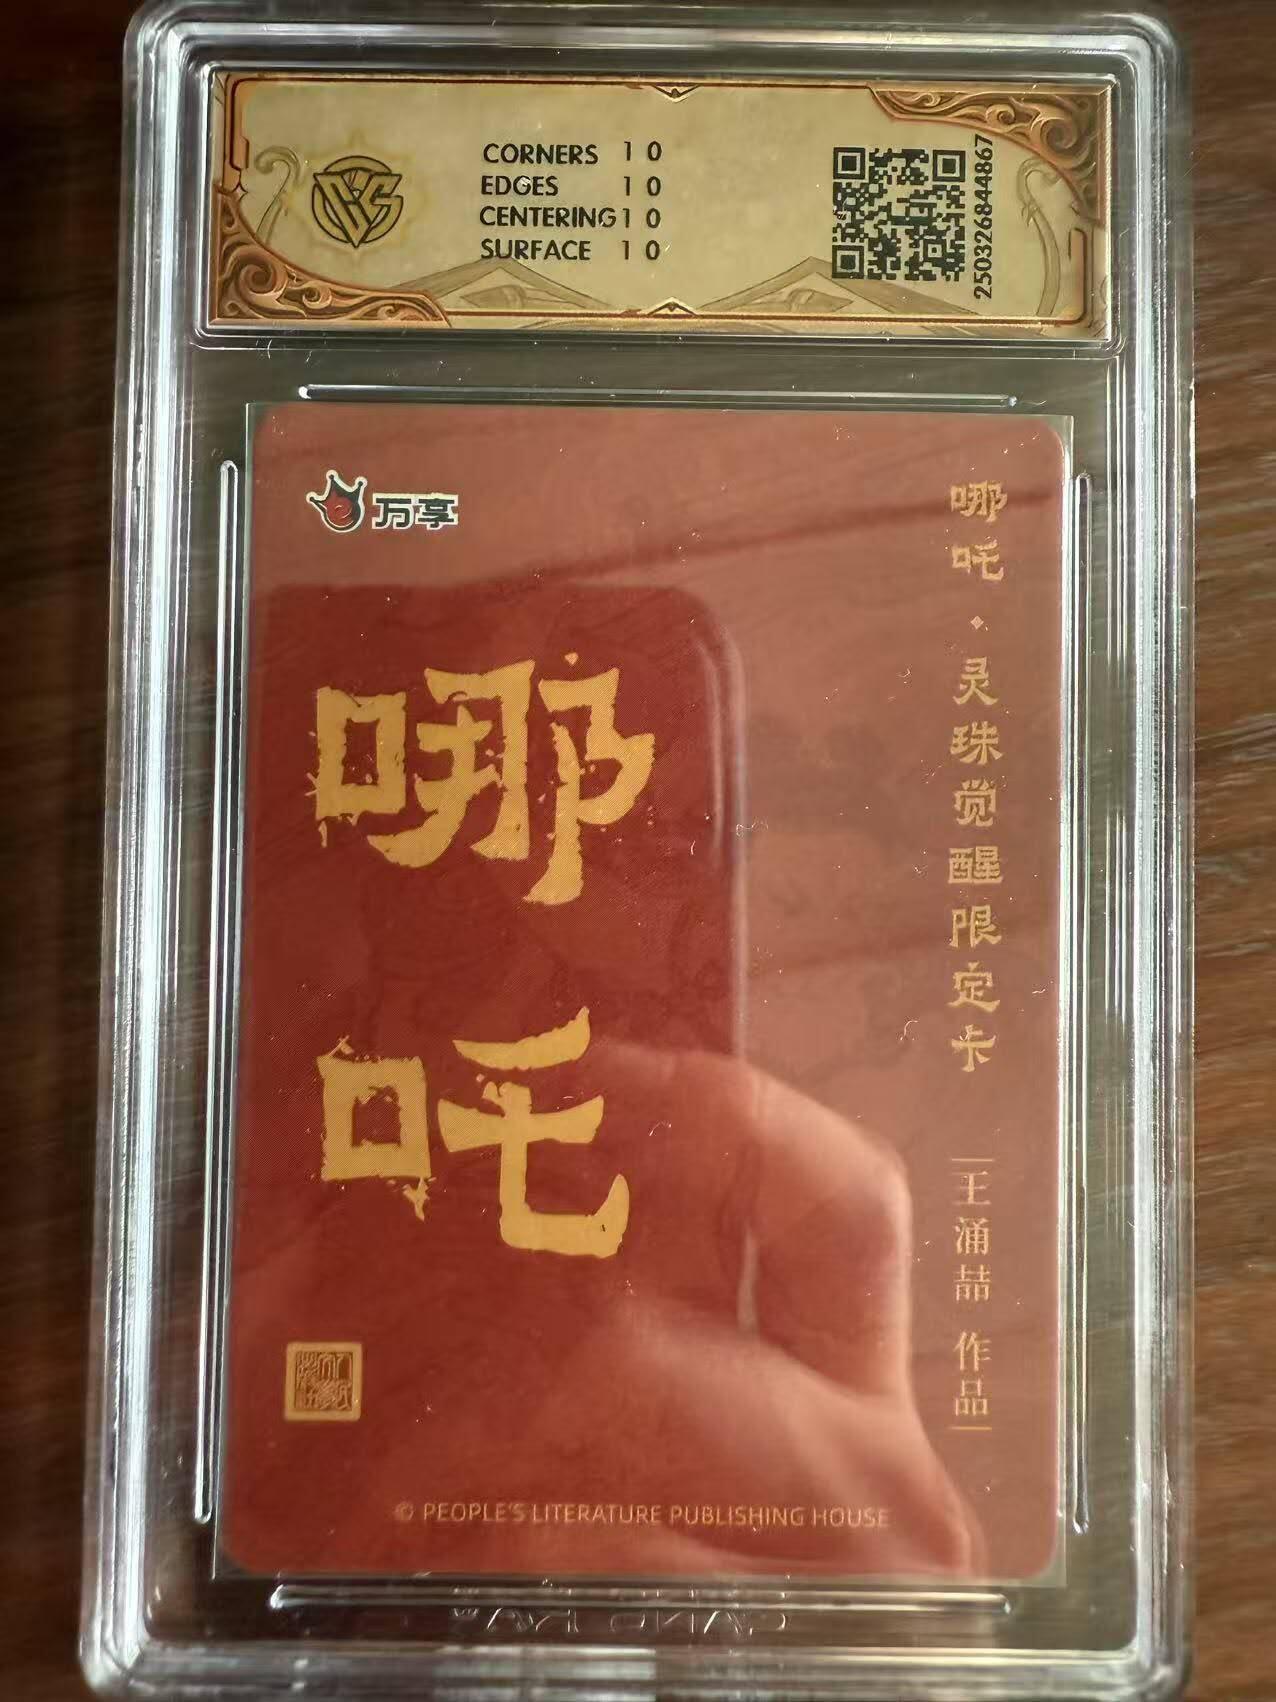 CORNERS 10
EDGES 10
CENTERING 10
SURFACE 10
250326844867
万享
哪吒·灵珠觉醒限定卡
王涌喆 作品
哪吒
© PEOPLE'S LITERATURE PUBLISHING HOUSE